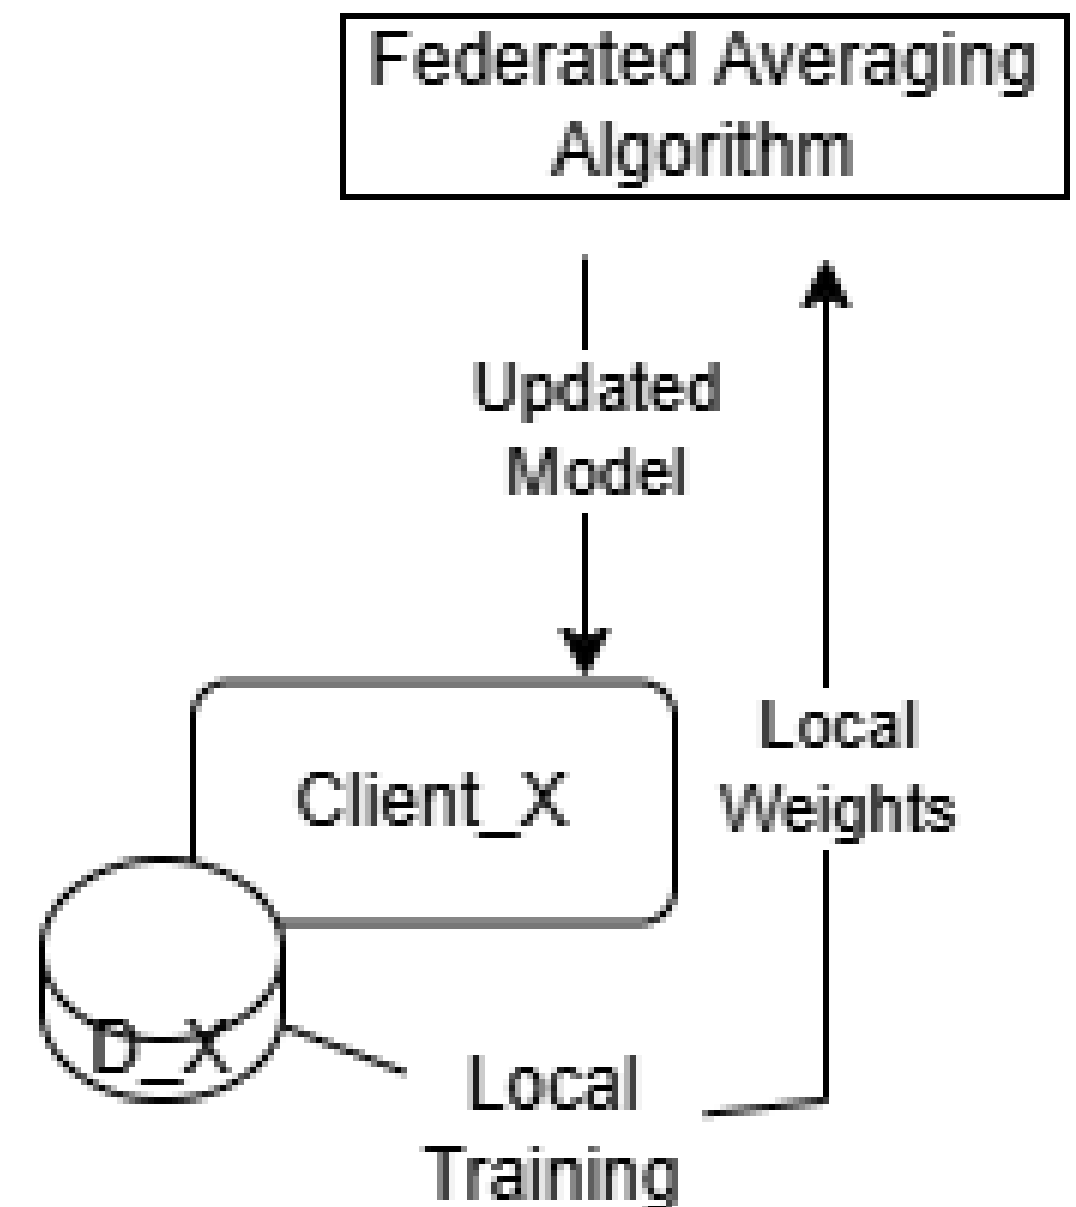 Federated Averaging
Algorithm
Updated
Model
Client_X
Local
Weights
D_X
Local
Training